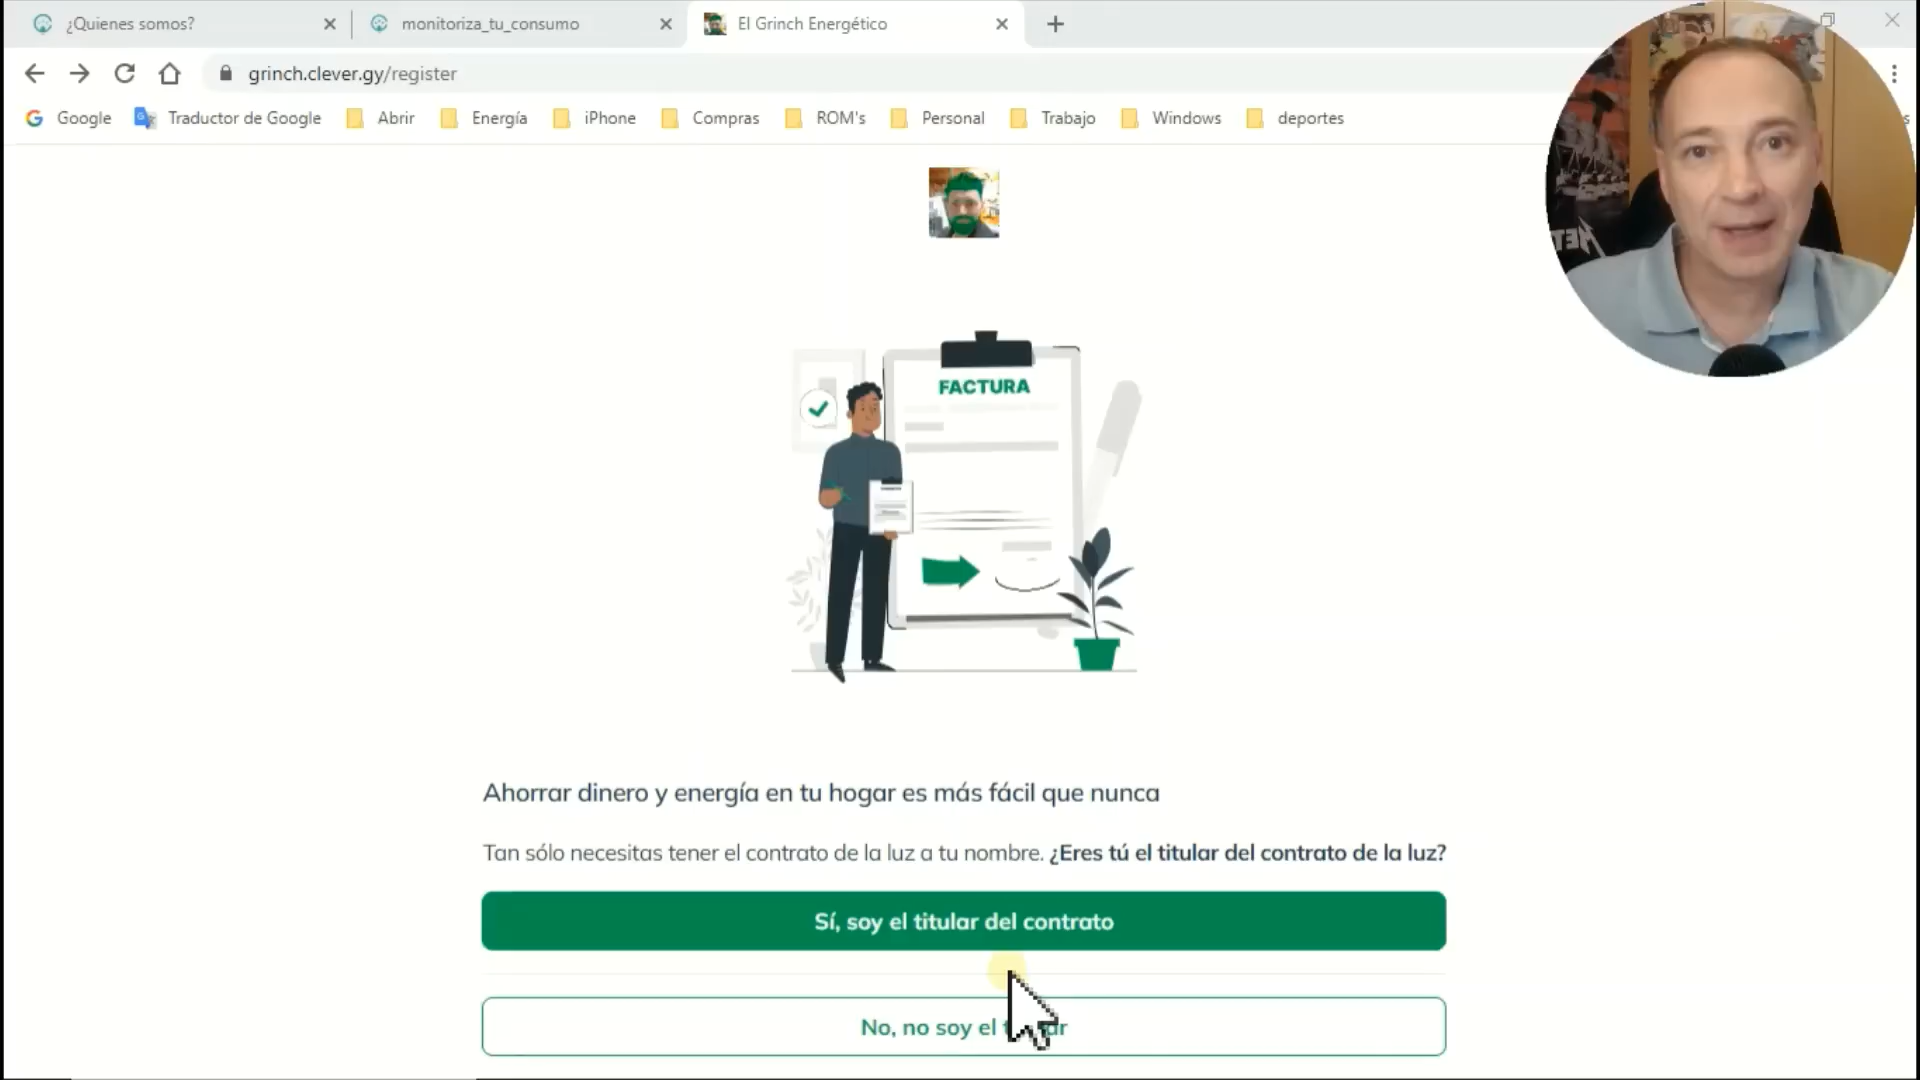 ¿Quienes somos?
monitoriza_tu_consumo
El Grinch Energético
grinch.clever.gy/register
Google
Traductor de Google
Abrir
Energía
iPhone
Compras
ROM's
Personal
Trabajo
Windows
deportes
FACTURA
Ahorrar dinero y energía en tu hogar es más fácil que nunca
Tan sólo necesitas tener el contrato de la luz a tu nombre. ¿Eres tú el titular del contrato de la luz?
Sí, soy el titular del contrato
No, no soy el